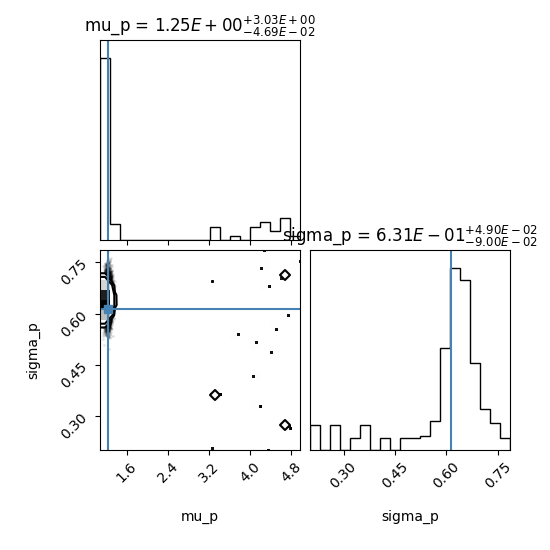 mu_p = 1.25E + 00+3.03E+00−4.69E−02
sigma_p = 6.31E − 01+4.90E−02−9.00E−02
0.75
0.60
0.45
0.30
sigma_p
1.6 2.4 3.2 4.0 4.8
0.30 0.45 0.60 0.75
mu_p
sigma_p